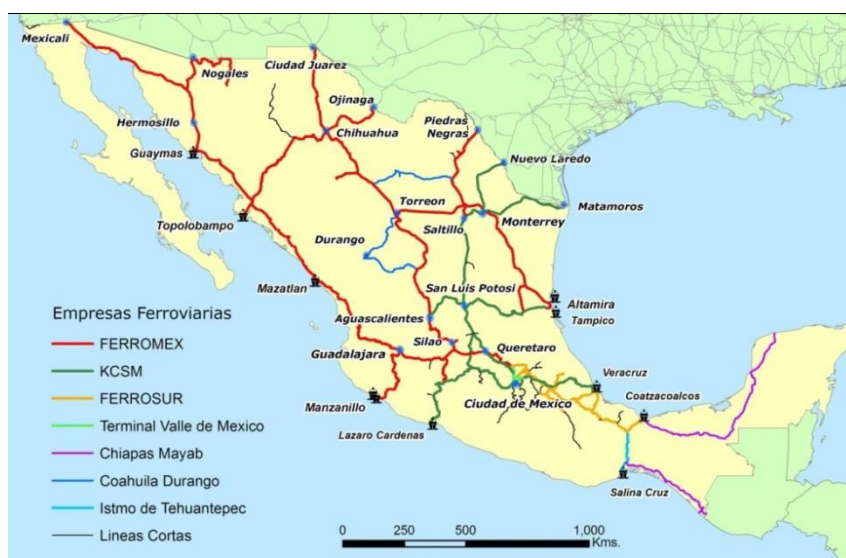 Mexicali
Nogales
Ciudad Juarez
Ojinaga
Hermosillo
Chihuahua
Piedras
Negras
Guaymas
Nuevo Laredo
Topolobampo
Torreon
Saltillo
Monterrey
Matamoros
Durango
Mazatlan
San Luis Potosi
Altamira
Tampico
Aguascalientes
Silao
Queretaro
Guadalajara
Veracruz
Coatzacoalcos
Manzanillo
Ciudad de Mexico
Lazaro Cardenas
Salina Cruz
Empresas Ferroviarias
FERROMEX
KCSM
FERROSUR
Terminal Valle de Mexico
Chiapas Mayab
Coahuila Durango
Istmo de Tehuantepec
Lineas Cortas
0 250 500 1,000
Kms.